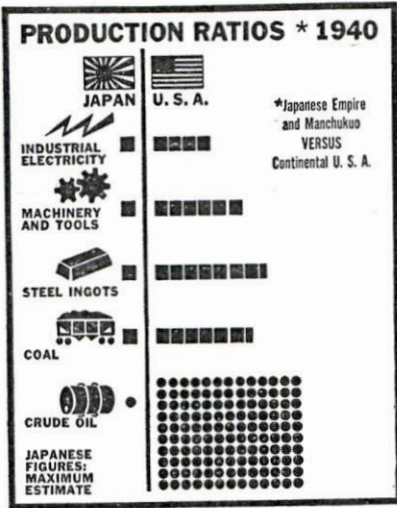 PRODUCTION RATIOS * 1940
JAPAN
U. S. A.
*Japanese Empire
and Manchukuo
VERSUS
Continental U. S. A.
INDUSTRIAL
ELECTRICITY
MACHINERY
AND TOOLS
STEEL INGOTS
COAL
CRUDE OIL
JAPANESE
FIGURES:
MAXIMUM
ESTIMATE